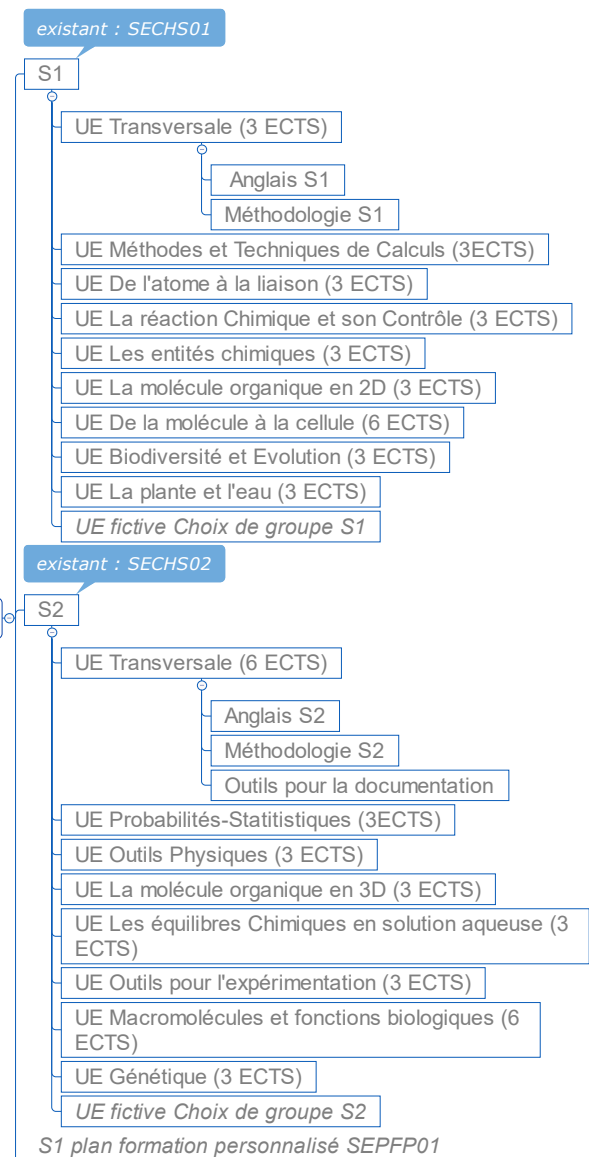 existant : SECHS01
S1
UE Transversale (3 ECTS)
Anglais S1
Méthodologie S1
UE Méthodes et Techniques de Calculs (3ECTS)
UE De l'atome à la liaison (3 ECTS)
UE La réaction Chimique et son Contrôle (3 ECTS)
UE Les entités chimiques (3 ECTS)
UE La molécule organique en 2D (3 ECTS)
UE De la molécule à la cellule (6 ECTS)
UE Biodiversité et Evolution (3 ECTS)
UE La plante et l'eau (3 ECTS)
UE fictive Choix de groupe S1
existant : SECHS02
S2
UE Transversale (6 ECTS)
Anglais S2
Méthodologie S2
Outils pour la documentation
UE Probabilités-Statitistiques (3ECTS)
UE Outils Physiques (3 ECTS)
UE La molécule organique en 3D (3 ECTS)
UE Les équilibres Chimiques en solution aqueuse (3
ECTS)
UE Outils pour l'expérimentation (3 ECTS)
UE Macromolécules et fonctions biologiques (6
ECTS)
UE Génétique (3 ECTS)
UE fictive Choix de groupe S2
S1 plan formation personnalisé SEPFP01